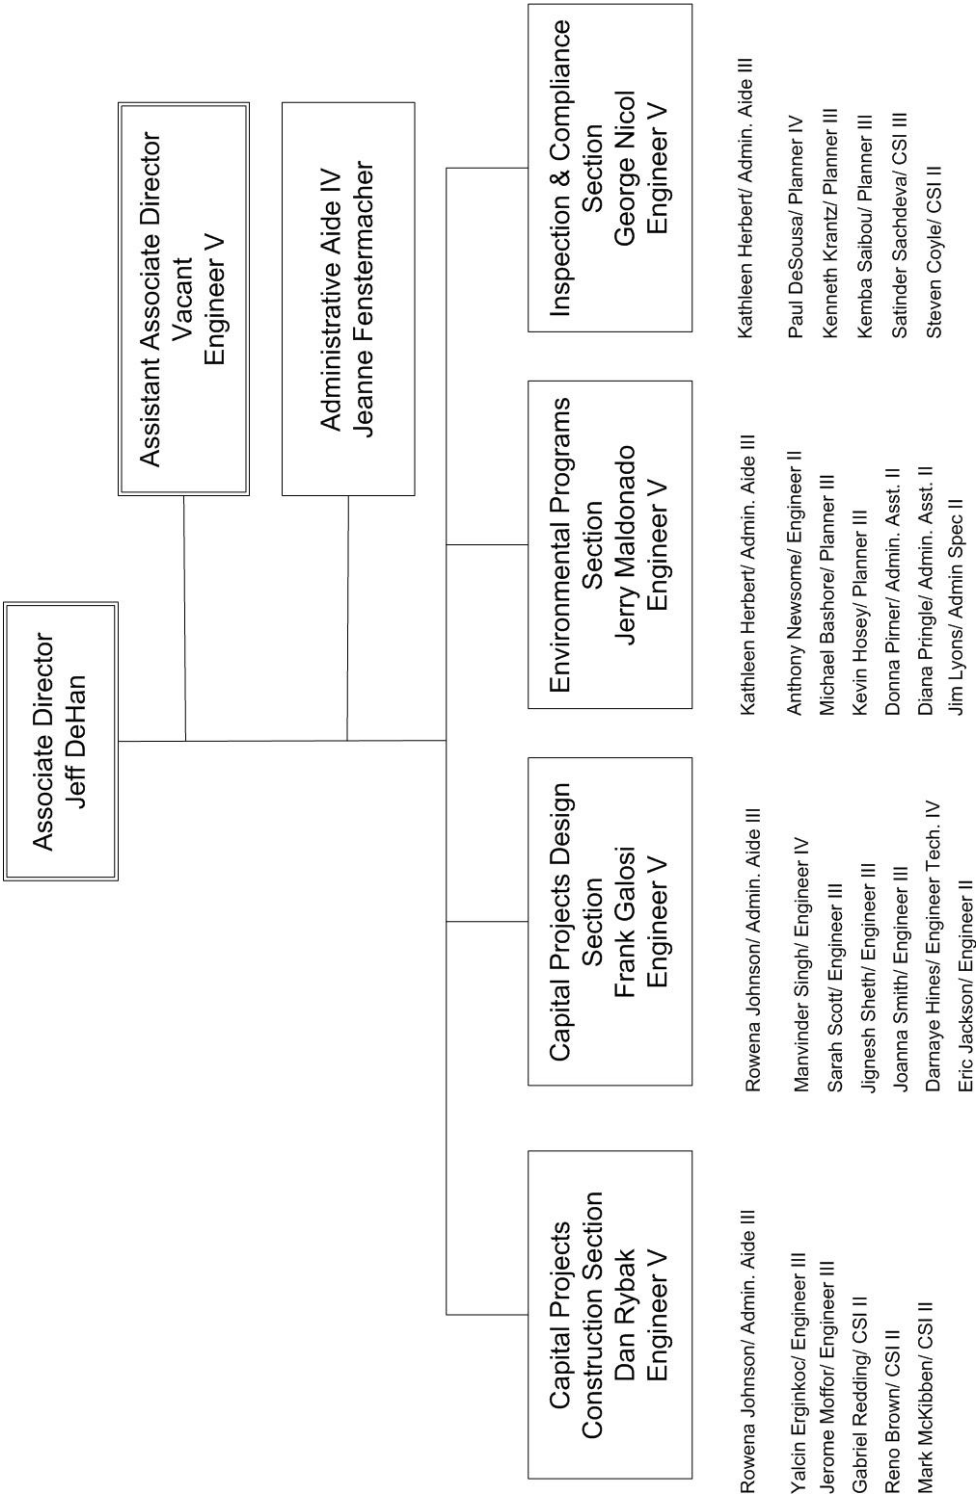 Associate Director
Jeff DeHan
Assistant Associate Director
Vacant
Engineer V
Administrative Aide IV
Jeanne Fenstermacher
Capital Projects
Construction Section
Dan Rybak
Engineer V
Capital Projects Design
Section
Frank Galosi
Engineer V
Environmental Programs
Section
Jerry Maldonado
Engineer V
Inspection & Compliance
Section
George Nicol
Engineer V
Rowena Johnson/ Admin. Aide III
Yalcin Erginkoc/ Engineer III
Jerome Moffor/ Engineer III
Gabriel Redding/ CSI II
Reno Brown/ CSI II
Mark McKibben/ CSI II
Rowena Johnson/ Admin. Aide III
Manvinder Singh/ Engineer IV
Sarah Scott/ Engineer III
Jignesh Sheth/ Engineer III
Joanna Smith/ Engineer III
Darnaye Hines/ Engineer Tech. IV
Eric Jackson/ Engineer II
Kathleen Herbert/ Admin. Aide III
Anthony Newsome/ Engineer II
Michael Bashore/ Planner III
Kevin Hosey/ Planner III
Donna Pirner/ Admin. Asst. II
Diana Pringle/ Admin. Asst. II
Jim Lyons/ Admin Spec II
Kathleen Herbert/ Admin. Aide III
Paul DeSousa/ Planner IV
Kenneth Krantz/ Planner III
Kemba Saibou/ Planner III
Satinder Sachdeva/ CSI III
Steven Coyle/ CSI II